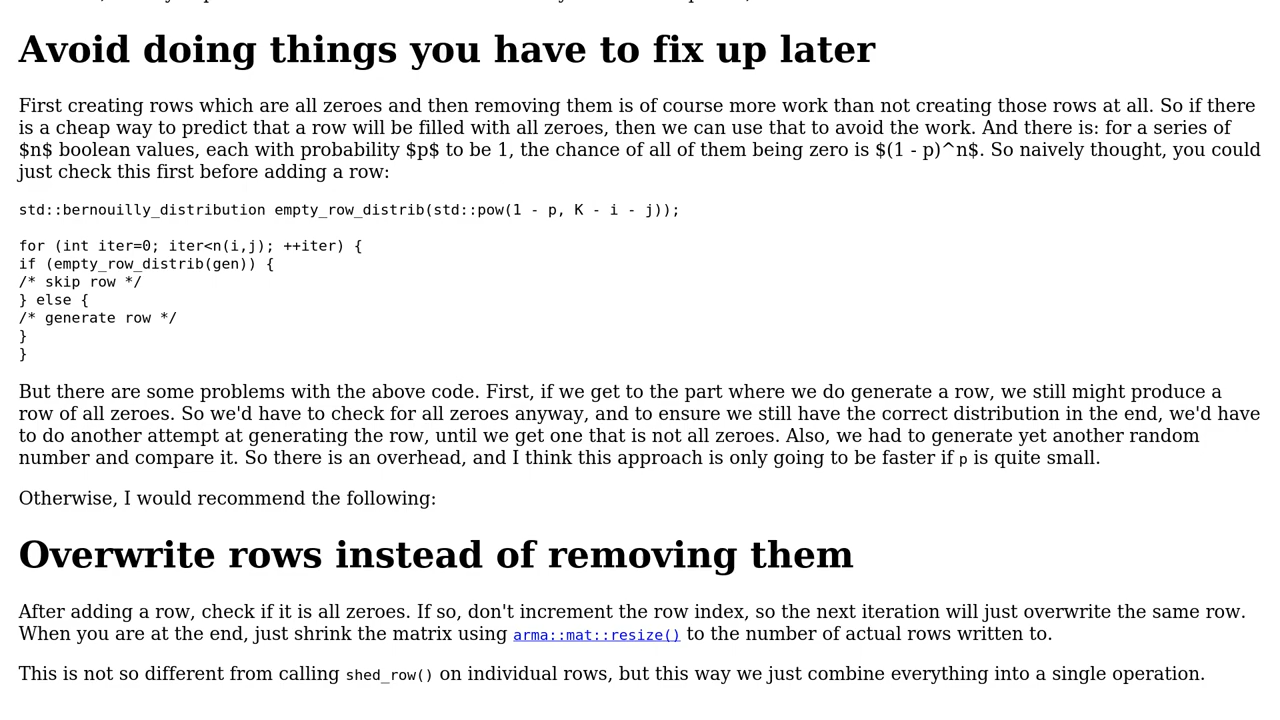 Avoid doing things you have to fix up later
First creating rows which are all zeroes and then removing them is of course more work than not creating those rows at all. So if there
is a cheap way to predict that a row will be filled with all zeroes, then we can use that to avoid the work. And there is: for a series of
$n$ boolean values, each with probability $p$ to be 1, the chance of all of them being zero is $(1 - p)^n$. So naively thought, you could
just check this first before adding a row:
std::bernouilly_distribution empty_row_distrib(std::pow(1 - p, K - i - j));
for (int iter=0; iter<n(i,j); ++iter) {
if (empty_row_distrib(gen)) {
/* skip row */
} else {
/* generate row */
}
}
But there are some problems with the above code. First, if we get to the part where we do generate a row, we still might produce a
row of all zeroes. So we'd have to check for all zeroes anyway, and to ensure we still have the correct distribution in the end, we'd have
to do another attempt at generating the row, until we get one that is not all zeroes. Also, we had to generate yet another random
number and compare it. So there is an overhead, and I think this approach is only going to be faster if p is quite small.
Otherwise, I would recommend the following:
Overwrite rows instead of removing them
After adding a row, check if it is all zeroes. If so, don't increment the row index, so the next iteration will just overwrite the same row.
When you are at the end, just shrink the matrix using arma::mat::resize() to the number of actual rows written to.
This is not so different from calling shed_row() on individual rows, but this way we just combine everything into a single operation.